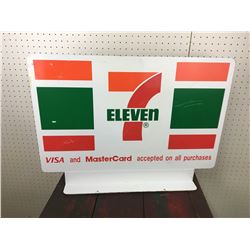 7
ELEVEN
®
VISA and MasterCard accepted on all purchases